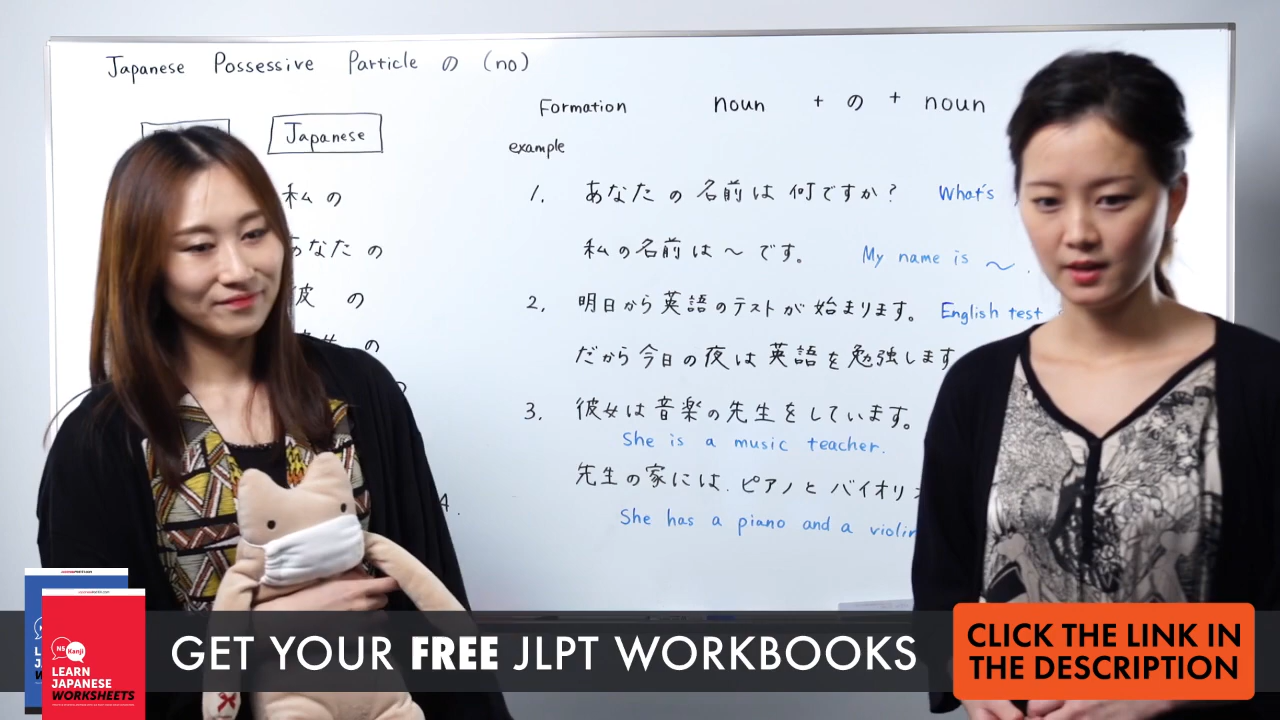 Japanese Possessive Particle の (no)
Japanese
私の
あなたの
の
の
Formation noun + の + noun
example
1. あなたの名前は何ですか? What's
私の名前は〜です。 My name is 〜.
2. 明日から英語のテストが始まります。 English test
だから今日の夜は英語を勉強します
3. 彼女は音楽の先生をしています。
She is a music teacher.
先生の家には、ピアノとバイオリ
She has a piano and a violin
NS Kanji
LEARN
JAPANESE
WORKSHEETS
GET YOUR FREE JLPT WORKBOOKS
CLICK THE LINK IN
THE DESCRIPTION